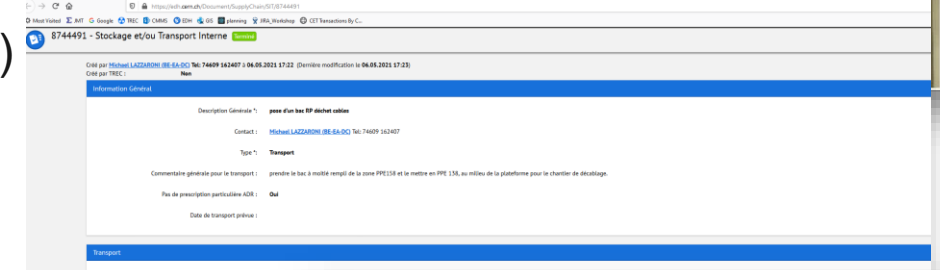 https://edh.cern.ch/Document/SupplyChain/SIT/8744491
Most Visited JMT Google TREC CMMS EDH GIS planning JIRA_Workshop CET Transactions By C...
)
8744491 - Stockage et/ou Transport Interne Terminé
Créé par Michael LAZZARONI (BE-EA-DC) Tel: 74609 162407 à 06.05.2021 17:22 (Dernière modification le 06.05.2021 17:23)
Créé par TREC : Non
Information Général
Description Générale *: pose d'un bac RP déchet cables
Contact : Michael LAZZARONI (BE-EA-DC) Tel: 74609 162407
Type *: Transport
Commentaire générale pour le transport : prendre le bac à moitié rempli de la zone PPE158 et le mettre en PPE 138, au milieu de la plateforme pour le chantier de décablage.
Pas de prescription particulière ADR : Oui
Date de transport prévue :
Transport